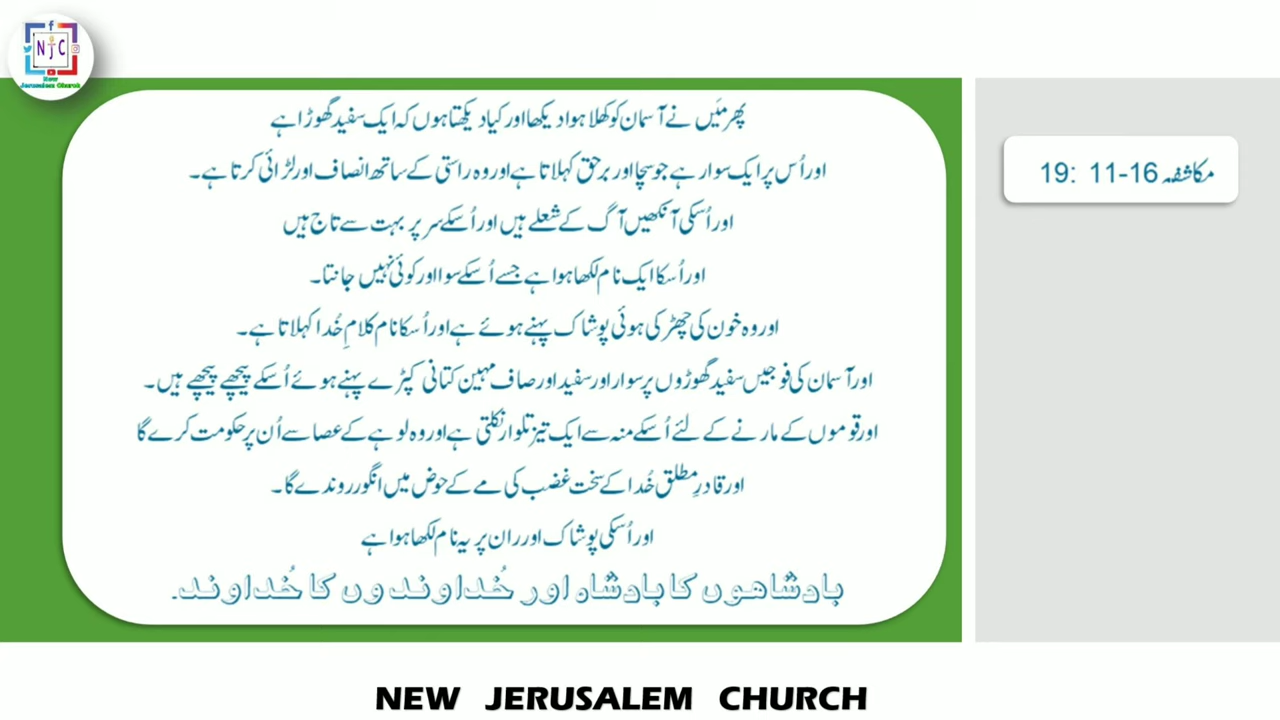 N T C
New
Jerusalem Church
پھر مَیں نے آسمان کو کھلا ہوا دیکھا اور کیا دیکھتا ہوں کہ ایک سفید گھوڑا ہے
اور اُس پر ایک سوار ہے جو سچا اور برحق کہلاتا ہے اور وہ راستی کے ساتھ انصاف اور لڑائی کرتا ہے۔
اور اُسکی آنکھیں آگ کے شعلے ہیں اور اُسکے سر پر بہت سے تاج ہیں
اور اُسکا ایک نام لکھا ہوا ہے جسے اُسکے سوا اور کوئی نہیں جانتا۔
اور وہ خون کی چھڑکی ہوئی پوشاک پہنے ہوئے ہے اور اُسکا نام کلامِ خُدا کہلاتا ہے۔
اور آسمان کی فوجیں سفید گھوڑوں پر سوار اور سفید اور صاف مہین کتانی کپڑے پہنے ہوئے اُسکے پیچھے پیچھے ہیں۔
اور قوموں کے مارنے کے لئے اُسکے منہ سے ایک تیز تلوار نکلتی ہے اور وہ لوہے کے عصا سے اُن پر حکومت کرے گا
اور قادرِ مطلق خُدا کے سخت غضب کی مے کے حوض میں انگور روندے گا۔
اور اُسکی پوشاک اور ران پر یہ نام لکھا ہوا ہے
بادشاھوں کا بادشاہ اور خُداوندوں کا خُداوند۔
مکاشفہ 16-11 :19
NEW JERUSALEM CHURCH